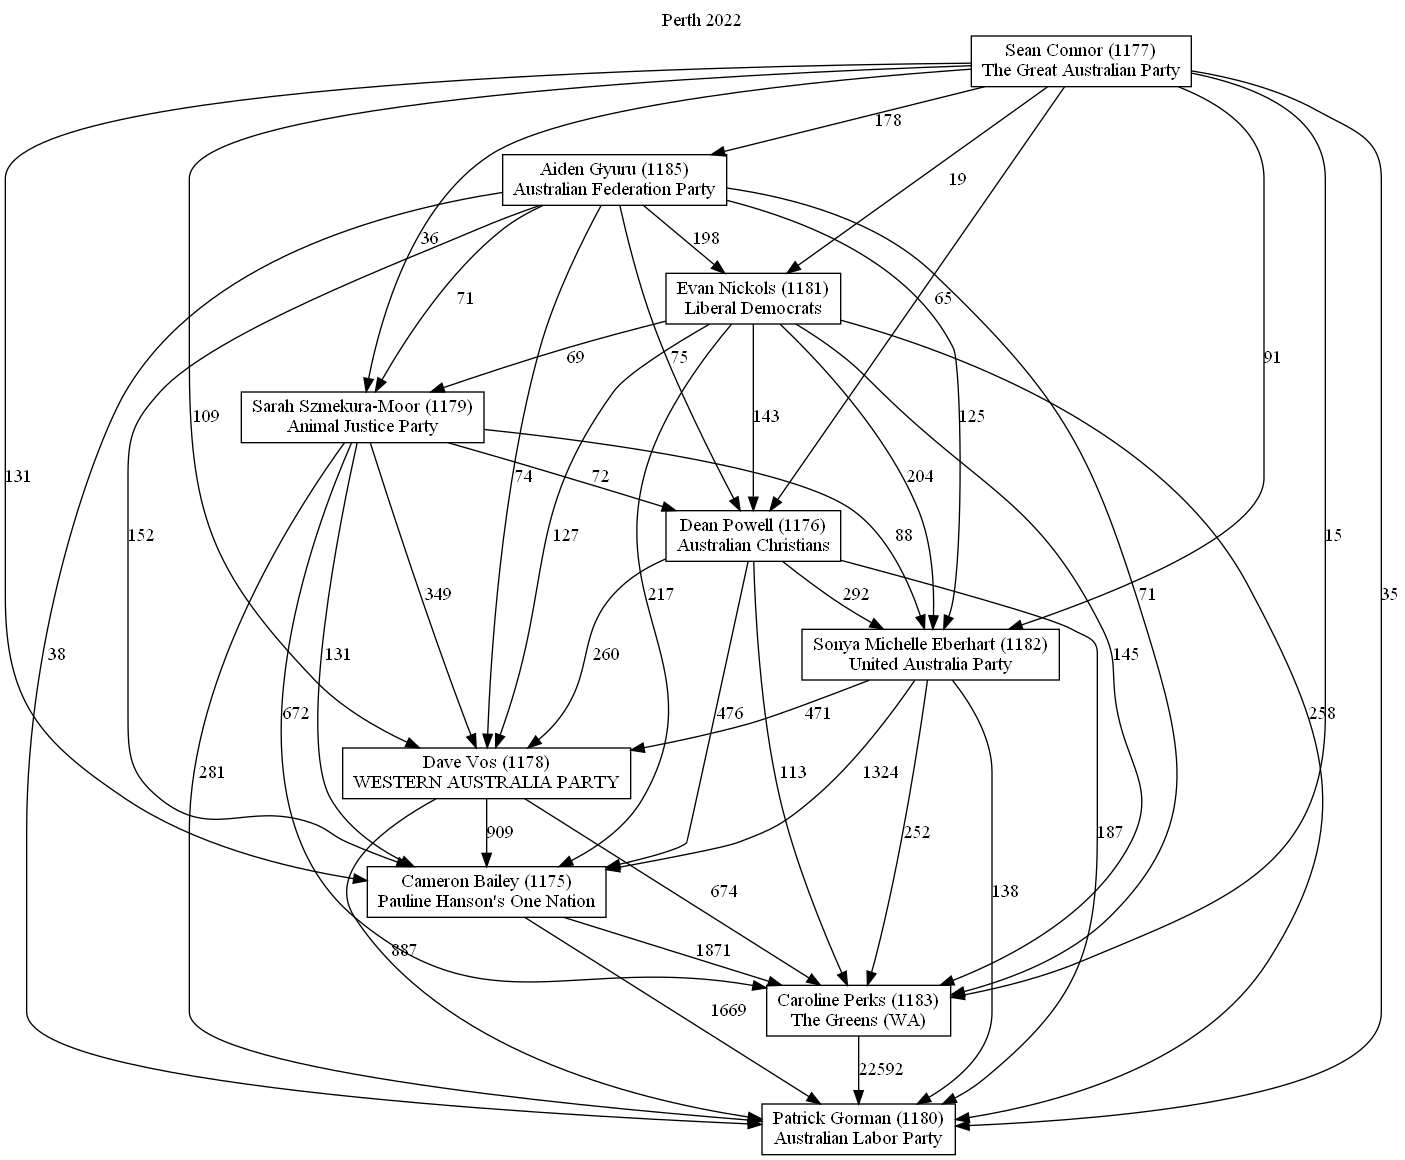 Perth 2022
Sean Connor (1177)
The Great Australian Party
178
Aiden Gyuru (1185)
Australian Federation Party
19
36
198
Evan Nickols (1181)
Liberal Democrats
71
65
69
75
91
Sarah Szmekura-Moor (1179)
Animal Justice Party
109
143
125
131
74
72
204
Dean Powell (1176)
Australian Christians
152
127
88
15
349
217
292
71
35
38
131
260
Sonya Michelle Eberhart (1182)
United Australia Party
145
672
476
471
258
281
Dave Vos (1178)
WESTERN AUSTRALIA PARTY
113
1324
909
252
187
Cameron Bailey (1175)
Pauline Hanson's One Nation
674
138
887
1871
Caroline Perks (1183)
The Greens (WA)
1669
22592
Patrick Gorman (1180)
Australian Labor Party